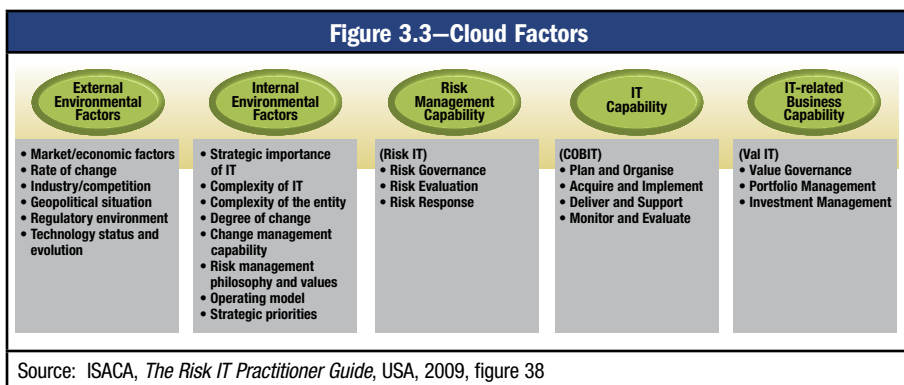 Figure 3.3—Cloud Factors
External
Environmental
Factors
• Market/economic factors
• Rate of change
• Industry/competition
• Geopolitical situation
• Regulatory environment
• Technology status and
evolution
Internal
Environmental
Factors
• Strategic importance
of IT
• Complexity of IT
• Complexity of the entity
• Degree of change
• Change management
capability
• Risk management
philosophy and values
• Operating model
• Strategic priorities
Risk
Management
Capability
(Risk IT)
• Risk Governance
• Risk Evaluation
• Risk Response
IT
Capability
(COBIT)
• Plan and Organise
• Acquire and Implement
• Deliver and Support
• Monitor and Evaluate
IT-related
Business
Capability
(Val IT)
• Value Governance
• Portfolio Management
• Investment Management
Source: ISACA, The Risk IT Practitioner Guide, USA, 2009, figure 38